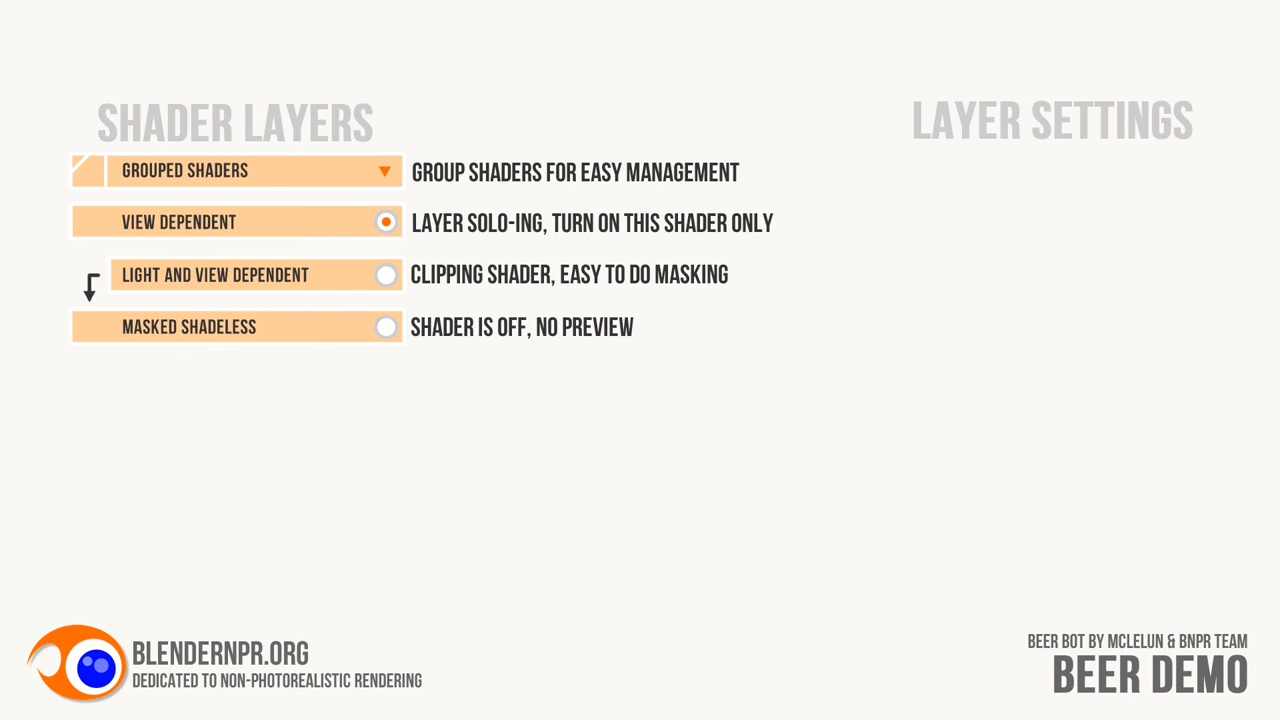 SHADER LAYERS
LAYER SETTINGS
GROUPED SHADERS
GROUP SHADERS FOR EASY MANAGEMENT
VIEW DEPENDENT
LAYER SOLO-ING, TURN ON THIS SHADER ONLY
LIGHT AND VIEW DEPENDENT
CLIPPING SHADER, EASY TO DO MASKING
MASKED SHADELESS
SHADER IS OFF, NO PREVIEW
BLENDERNPR.ORG
DEDICATED TO NON-PHOTOREALISTIC RENDERING
BEER BOT BY MCLELUN & BNPR TEAM
BEER DEMO